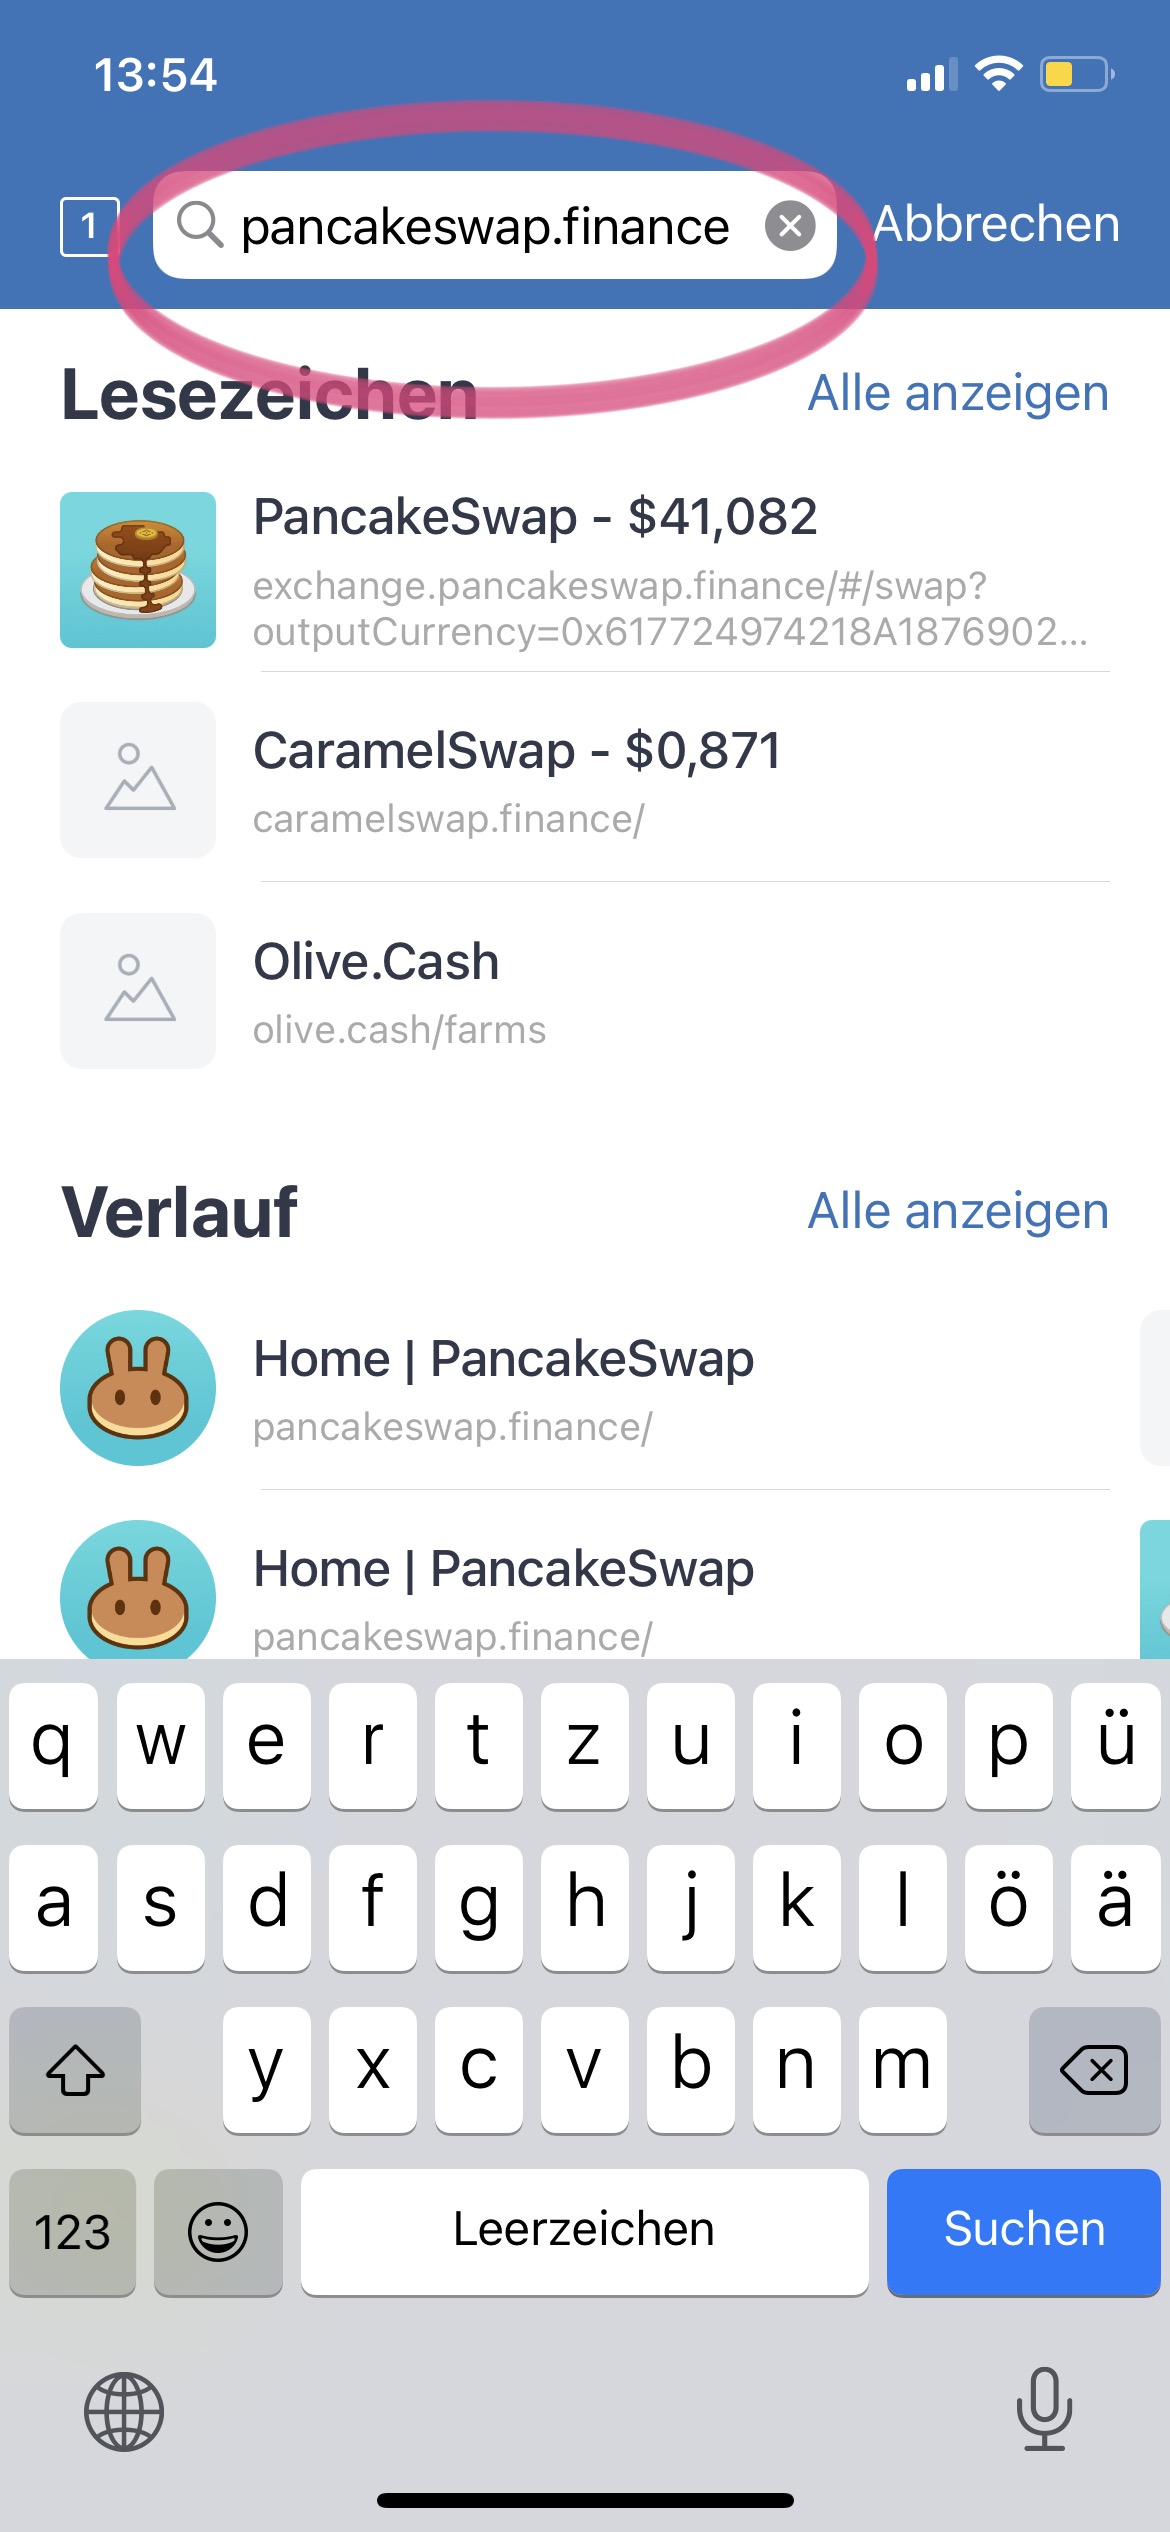 13:54
1
pancakeswap.finance
Abbrechen
Lesezeichen
Alle anzeigen
PancakeSwap - $41,082
exchange.pancakeswap.finance/#/swap?
outputCurrency=0x617724974218A1876902...
CaramelSwap - $0,871
caramelswap.finance/
Olive.Cash
olive.cash/farms
Verlauf
Alle anzeigen
Home | PancakeSwap
pancakeswap.finance/
Home | PancakeSwap
pancakeswap.finance/
q w e r t z u i o p ü
a s d f g h j k l ö ä
y x c v b n m
123
Leerzeichen
Suchen